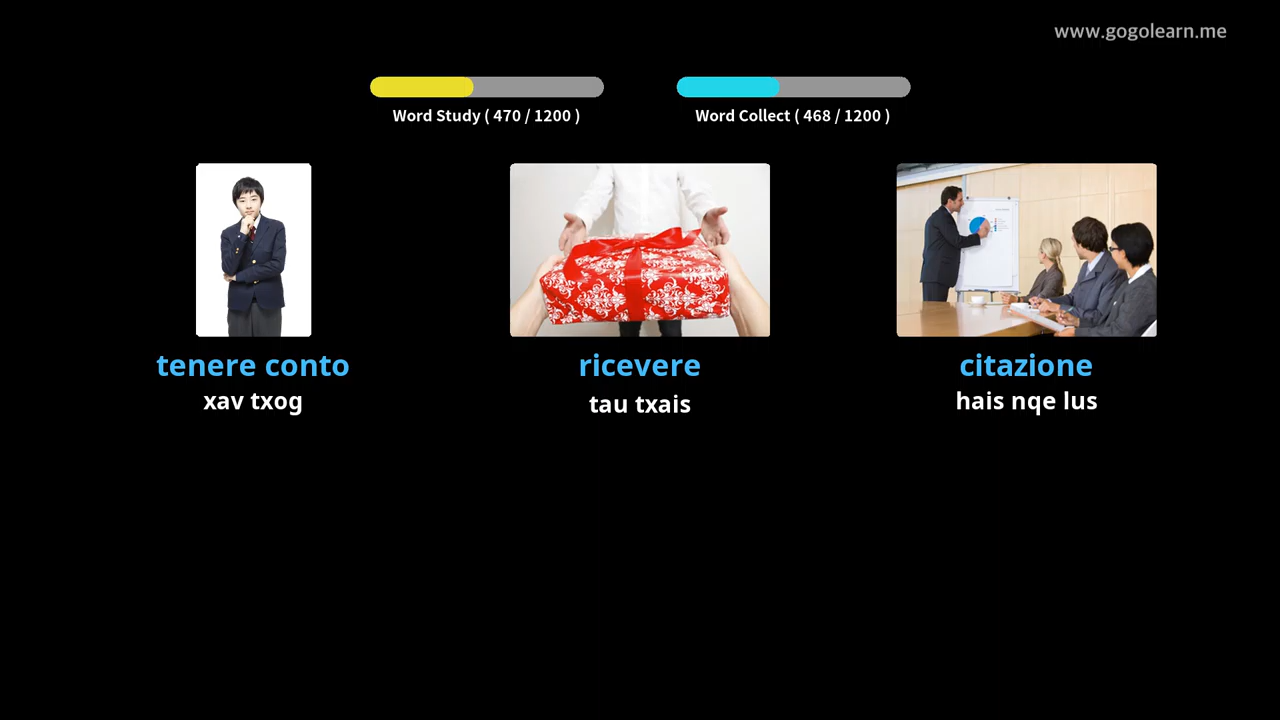 www.gogolearn.me
Word Study ( 470 / 1200 )
Word Collect ( 468 / 1200 )
tenere conto
xav txog
ricevere
tau txais
citazione
hais nqe lus